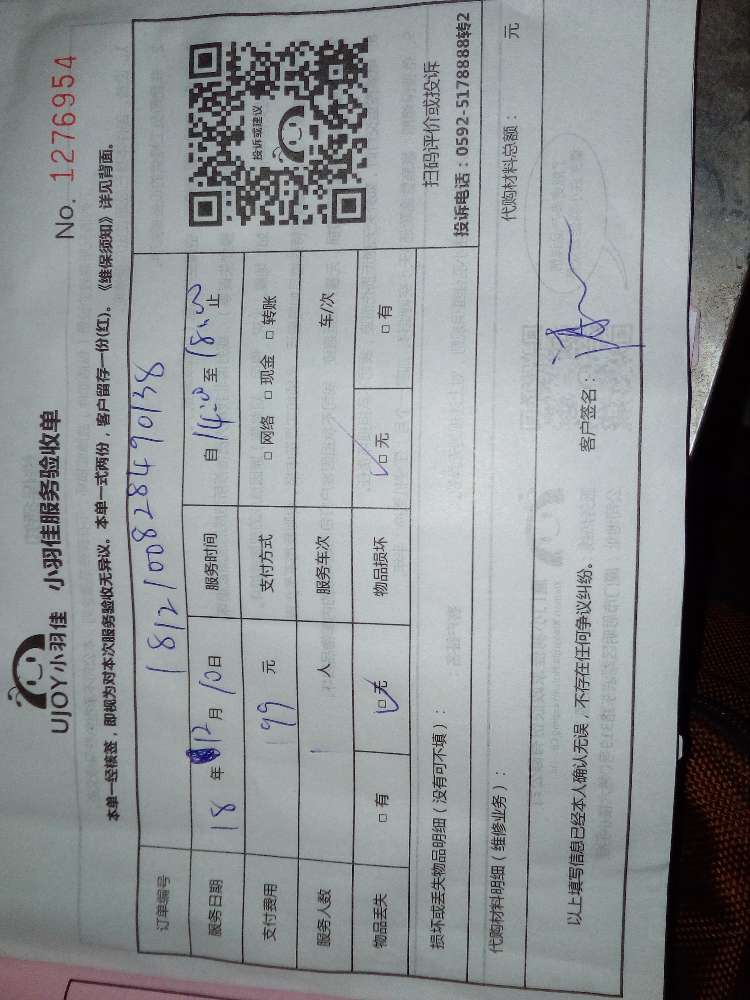 UJOY小羽佳 小羽佳服务验收单
No. 1276954
本单一经核签，即视为对本次服务验收无异议。本单一式两份，客户留存一份(红)。《维保须知》详见背面。
订单编号 1812100828490138
服务日期 18 年 12 月 10 日 服务时间 自 14:00 至 18:00 止
支付费用 199 元 支付方式 □ 网络 □ 现金 □ 转账
服务人数 1 人 服务车次 车/次
物品丢失 □ 有 □ 无 物品损坏 □ 无 □ 有
投诉或建议
扫码评价或投诉
投诉电话：0592-5178888转2
损坏或丢失物品明细（没有可不填）：
代购材料明细（维修业务）： 代购材料总额： 元
以上填写信息已经本人确认无误，不存在任何争议纠纷。 客户签名：